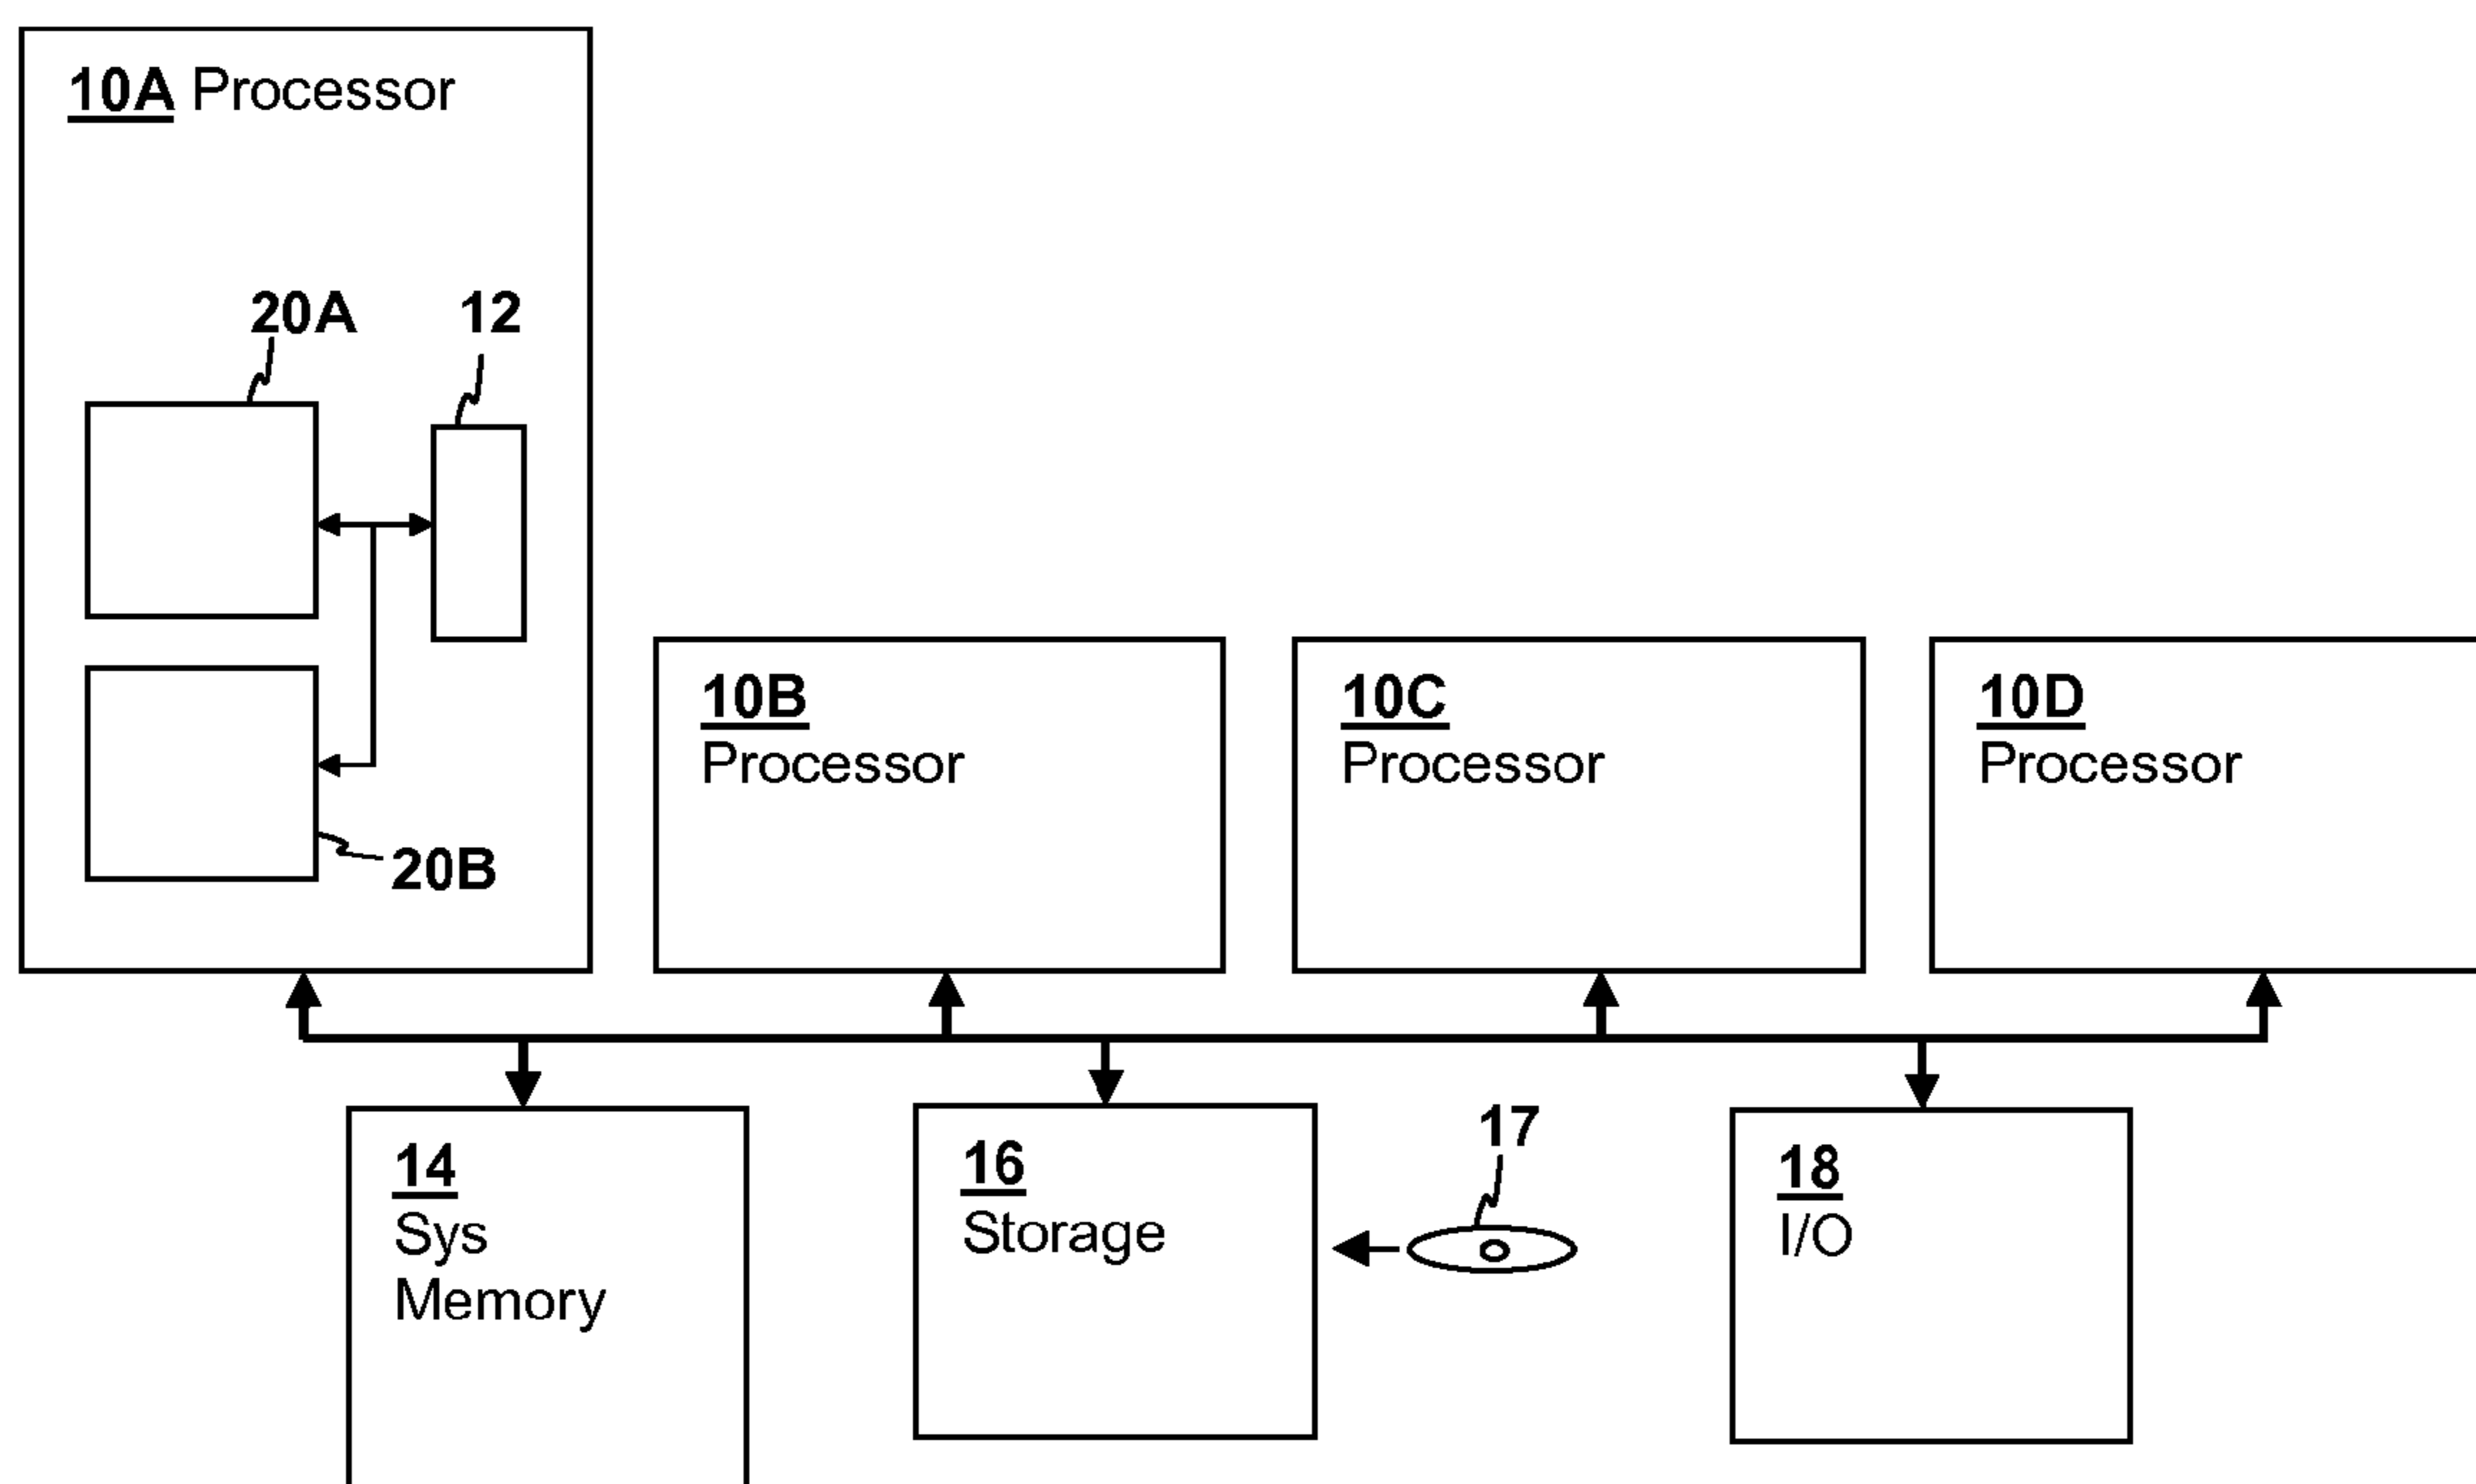 10A Processor
20A
12
20B
10B
Processor
10C
Processor
10D
Processor
14
Sys
Memory
16
Storage
17
18
I/O